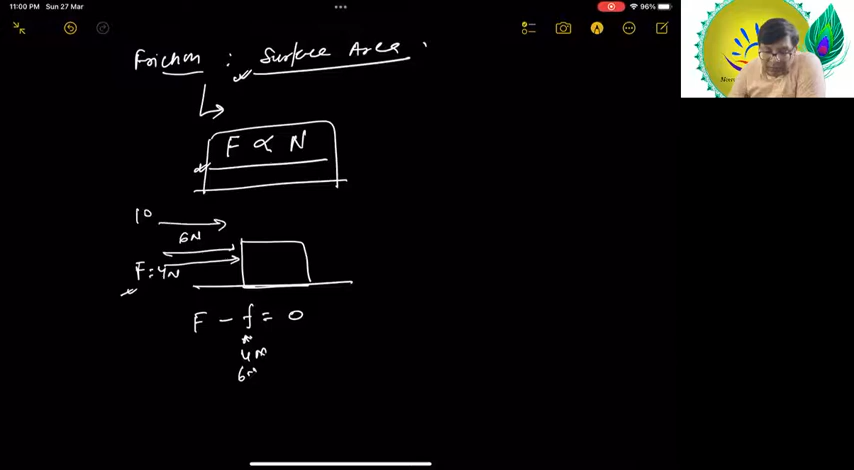 11:00 PM Sun 27 Mar
96%
Friction : Surface Area
F ∝ N
10
6N
F = 4N
F - f = 0
4N
6N